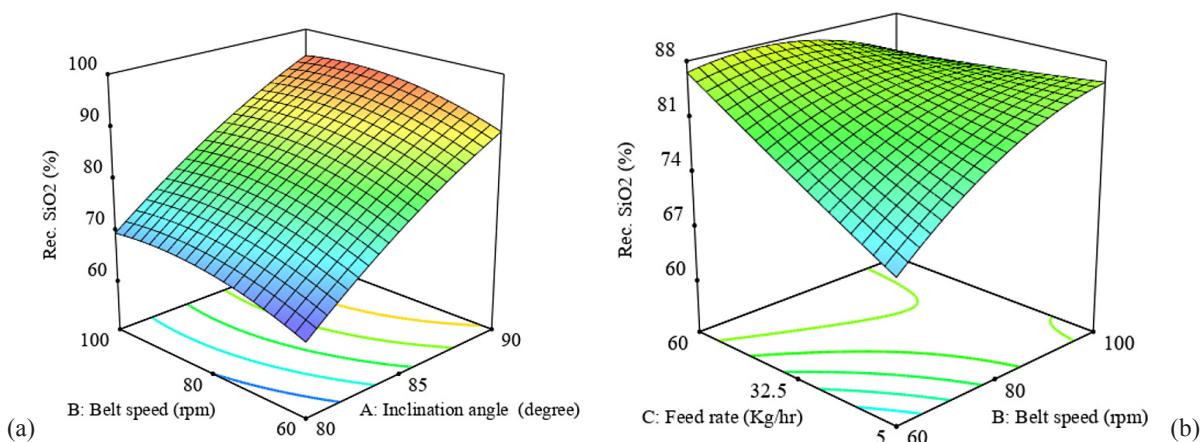 (a)
Rec. SiO2 (%)
100
90
80
70
60
100
80
60
80
85
90
B: Belt speed (rpm)
A: Inclination angle (degree)
Rec. SiO2 (%)
88
81
74
67
60
60
32.5
5
60
80
100
C: Feed rate (Kg/hr)
B: Belt speed (rpm)
(b)